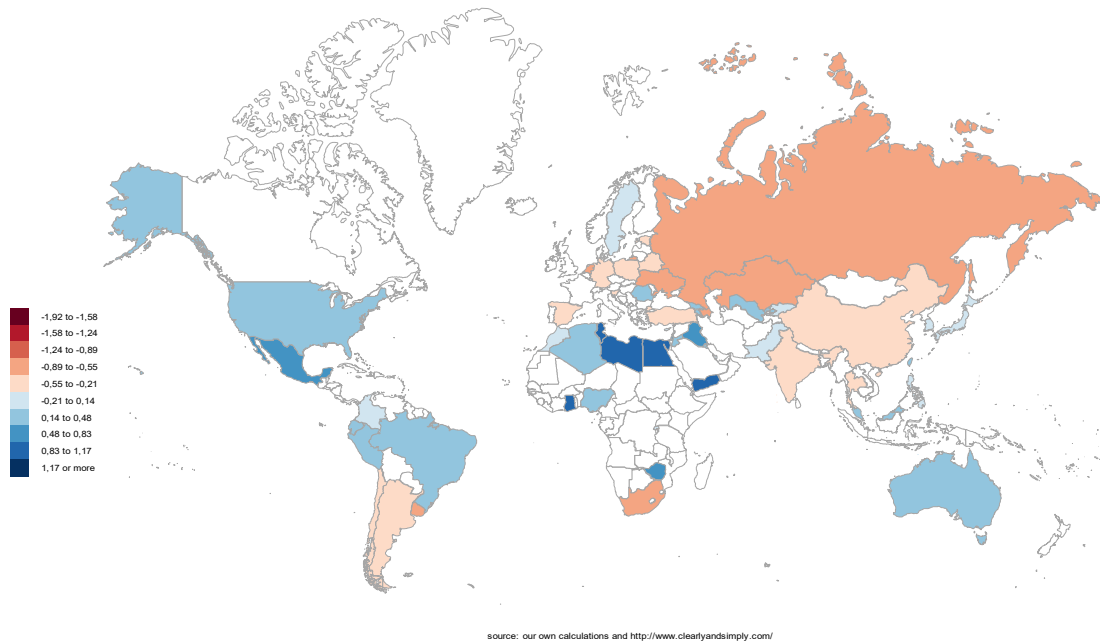 -1,92 to -1,58
-1,58 to -1,24
-1,24 to -0,89
-0,89 to -0,55
-0,55 to -0,21
-0,21 to 0,14
0,14 to 0,48
0,48 to 0,83
0,83 to 1,17
1,17 or more
source: our own calculations and http://www.clearlyandsimply.com/